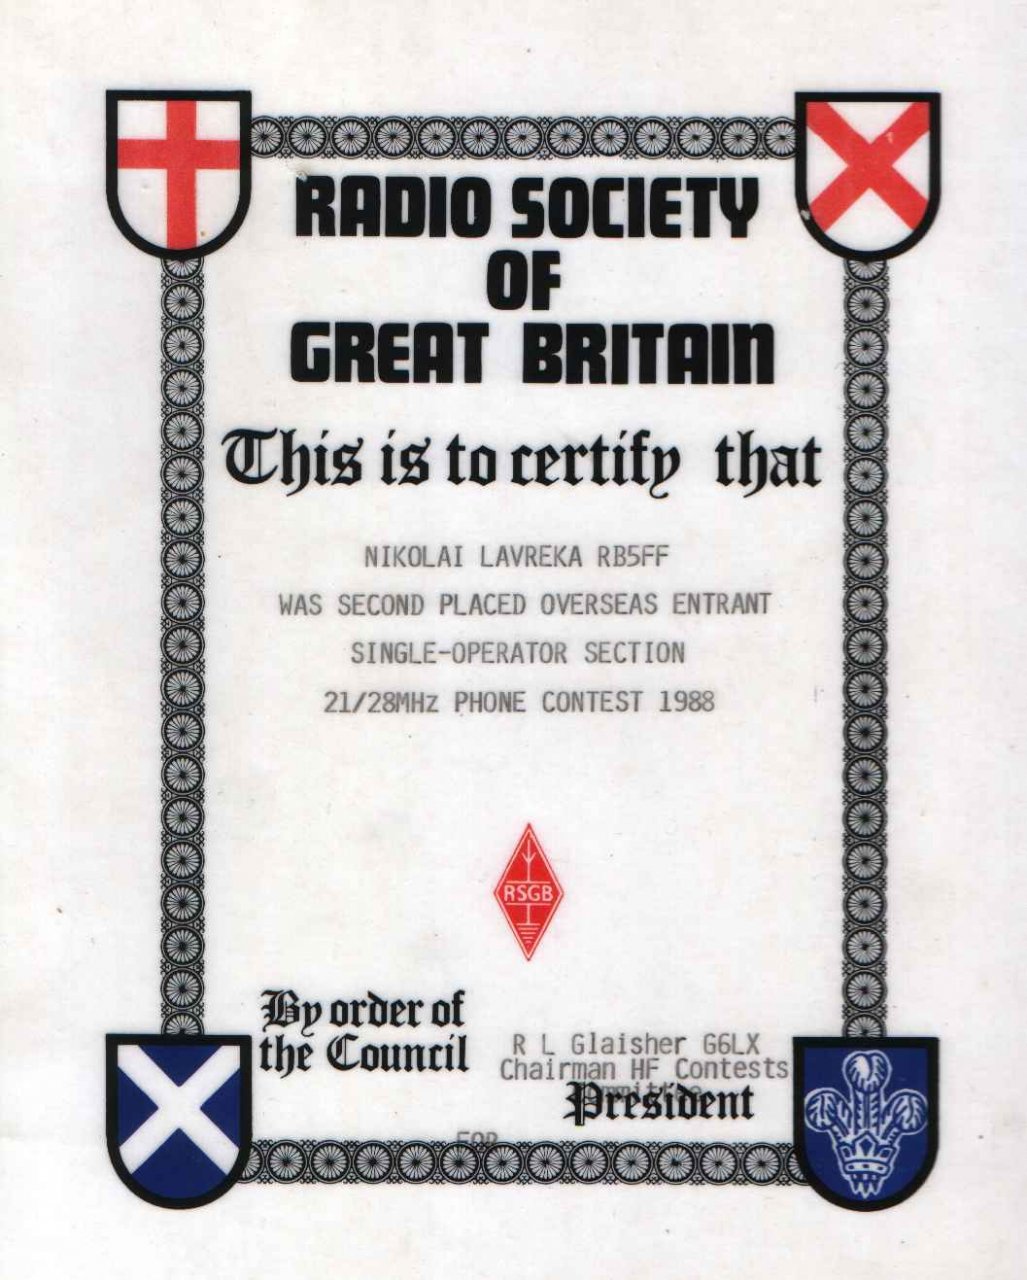 RADIO SOCIETY
OF
GREAT BRITAIN
This is to certify that
NIKOLAI LAVREKA RB5FF
WAS SECOND PLACED OVERSEAS ENTRANT
SINGLE-OPERATOR SECTION
21/28MHz PHONE CONTEST 1988
RSGB
By order of
the Council
R L Glaisher G6LX
Chairman HF Contests
Committee
President
FOR